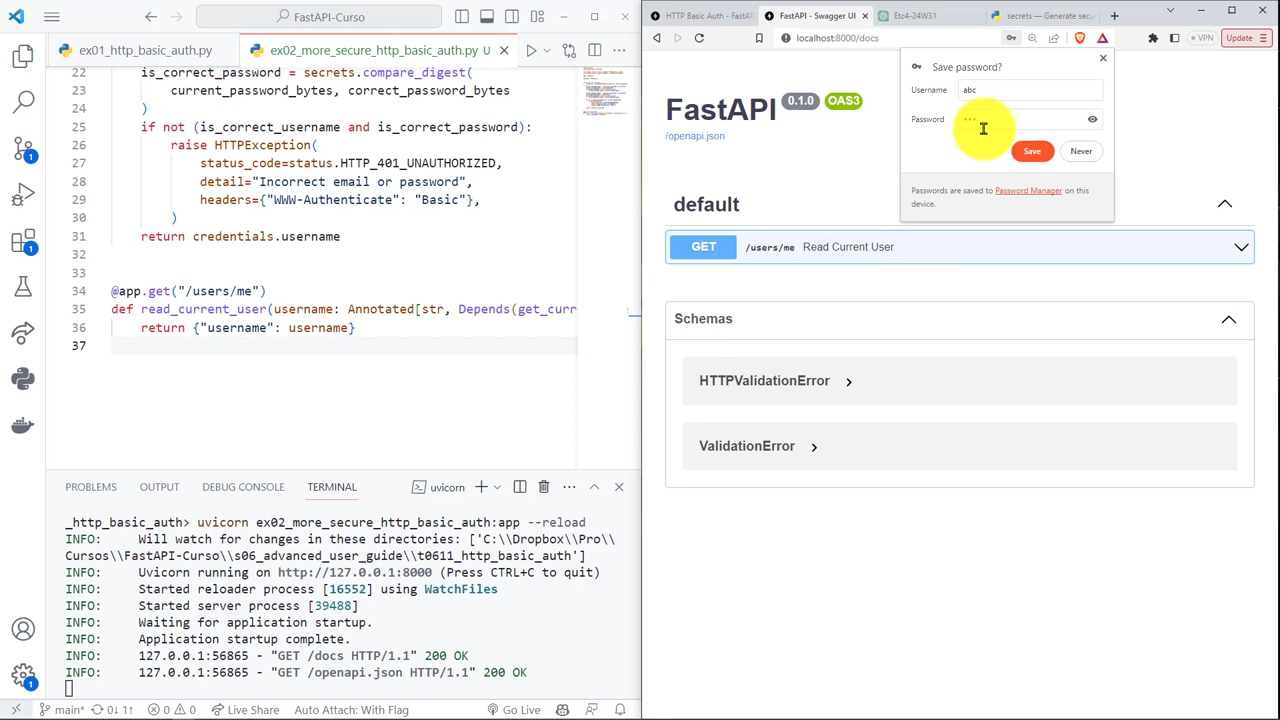 FastAPI-Curso
ex01_http_basic_auth.py
ex02_more_secure_http_basic_auth.py U
22 is_correct_password = secrets.compare_digest(
23 current_password_bytes, correct_password_bytes
24 )
25 if not (is_correct_username and is_correct_password):
26 raise HTTPException(
27 status_code=status.HTTP_401_UNAUTHORIZED,
28 detail="Incorrect email or password",
29 headers={"WWW-Authenticate": "Basic"},
30 )
31 return credentials.username
32
33
34 @app.get("/users/me")
35 def read_current_user(username: Annotated[str, Depends(get_curr
36 return {"username": username}
37
PROBLEMS OUTPUT DEBUG CONSOLE TERMINAL uvicorn
_http_basic_auth> uvicorn ex02_more_secure_http_basic_auth:app --reload
INFO: Will watch for changes in these directories: ['C:\\Dropbox\\Pro\\
Cursos\\FastAPI-Curso\\s06_advanced_user_guide\\t0611_http_basic_auth']
INFO: Uvicorn running on http://127.0.0.1:8000 (Press CTRL+C to quit)
INFO: Started reloader process [16552] using WatchFiles
INFO: Started server process [39488]
INFO: Waiting for application startup.
INFO: Application startup complete.
INFO: 127.0.0.1:56865 - "GET /docs HTTP/1.1" 200 OK
INFO: 127.0.0.1:56865 - "GET /openapi.json HTTP/1.1" 200 OK
main* 0↓ 1↑ 0 0 Live Share Auto Attach: With Flag Go Live
1
1
1
HTTP Basic Auth - FastAPI
FastAPI - Swagger UI
Etc4-24W31
secrets — Generate secu
localhost:8000/docs
VPN
Update
Save password?
Username abc
Password •••
Save Never
Passwords are saved to Password Manager on this
device.
FastAPI 0.1.0 OAS3
/openapi.json
default
GET /users/me Read Current User
Schemas
HTTPValidationError
ValidationError